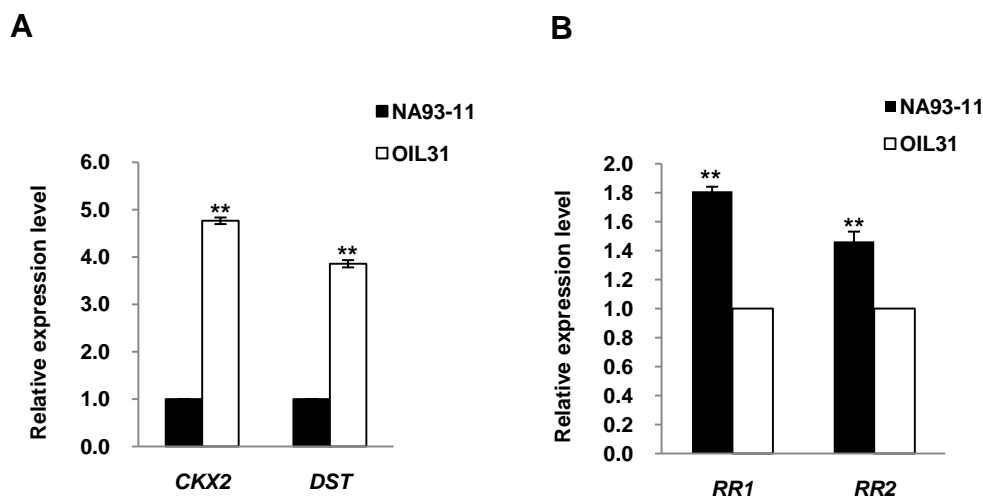 A
NA93-11
OIL31
Relative expression level
6.0
5.0
4.0
3.0
2.0
1.0
0.0
**
**
CKX2 DST
B
NA93-11
OIL31
Relative expression level
2.0
1.8
1.6
1.4
1.2
1.0
0.8
0.6
0.4
0.2
0.0
**
**
RR1 RR2